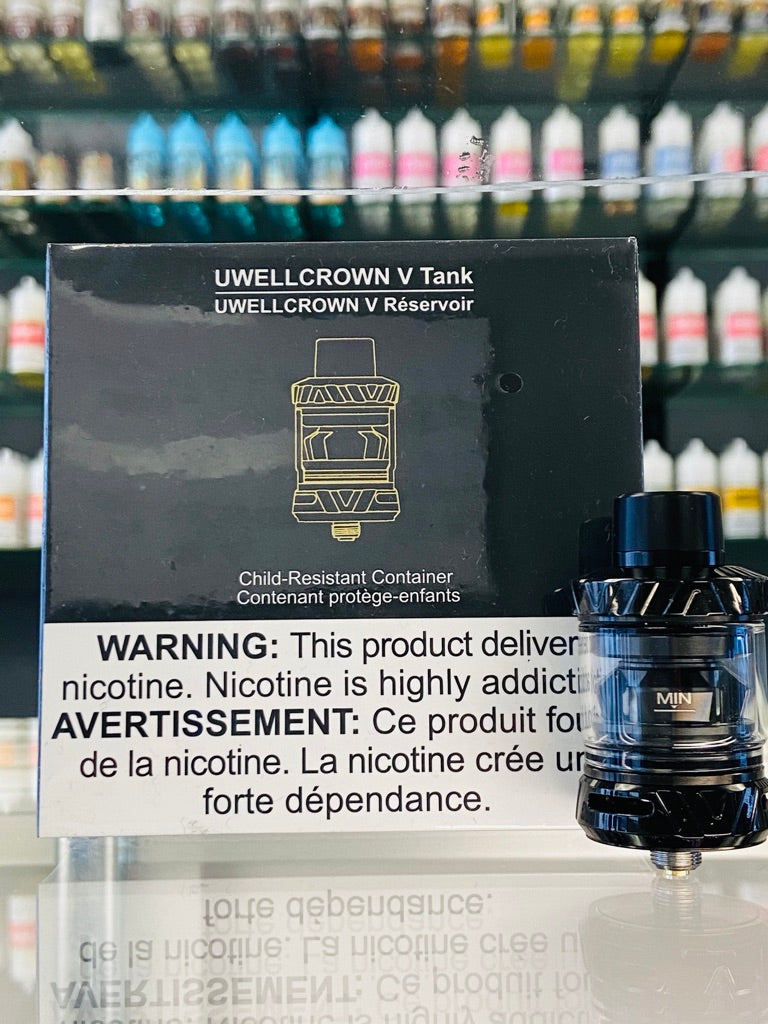 UWELLCROWN V Tank
UWELLCROWN V Réservoir
Child-Resistant Container
Contenant protège-enfants
WARNING: This product deliver
nicotine. Nicotine is highly addicti
AVERTISSEMENT: Ce produit fou
de la nicotine. La nicotine crée un
forte dépendance.
MIN